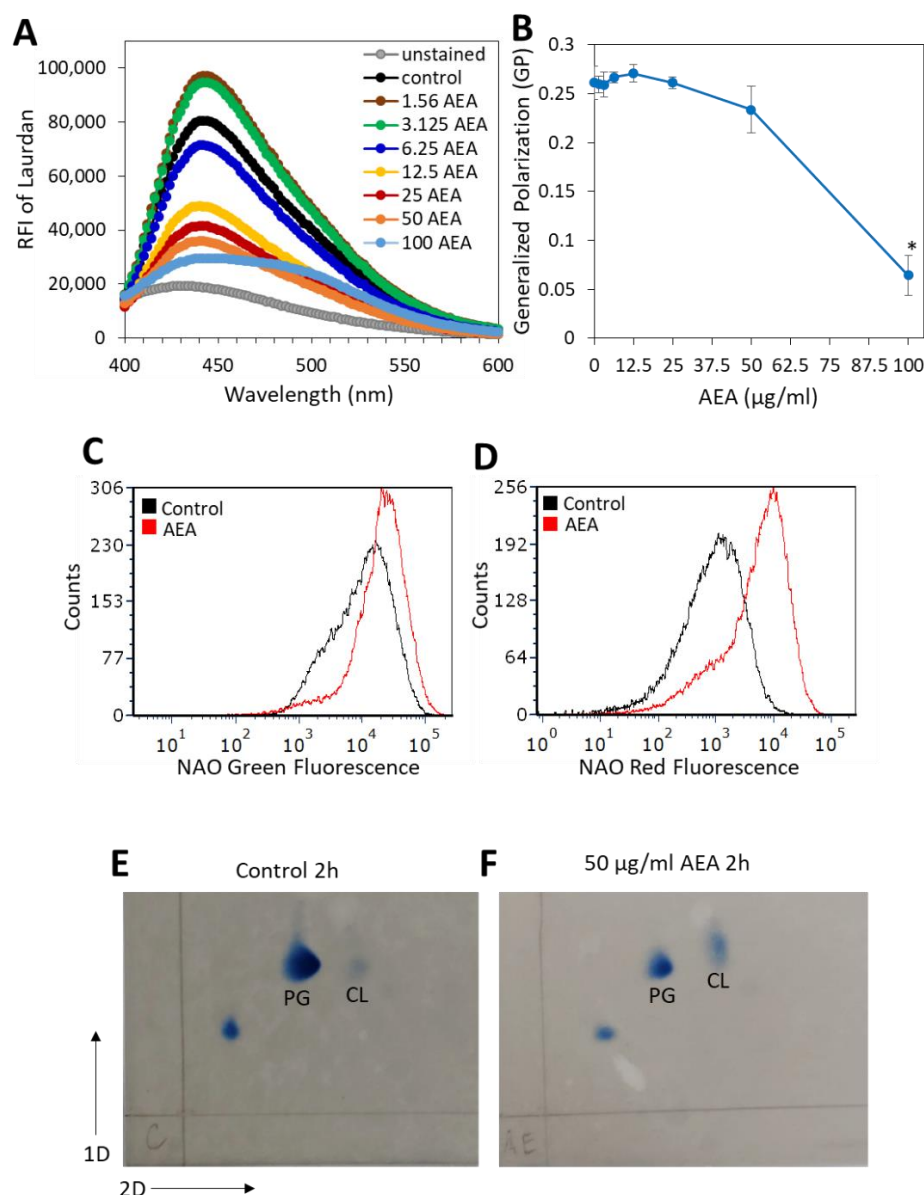 A
RFI of Laurdan
100,000
80,000
60,000
40,000
20,000
0
400
450
500
550
600
Wavelength (nm)
unstained
control
1.56 AEA
3.125 AEA
6.25 AEA
12.5 AEA
25 AEA
50 AEA
100 AEA
B
Generalized Polarization (GP)
0.3
0.25
0.2
0.15
0.1
0.05
0
*
0
12.5
25
37.5
50
62.5
75
87.5
100
AEA (µg/ml)
C
Counts
306
230
153
77
0
Control
AEA
10^1
10^2
10^3
10^4
10^5
NAO Green Fluorescence
D
Counts
256
192
128
64
0
Control
AEA
10^0
10^1
10^2
10^3
10^4
10^5
NAO Red Fluorescence
E
Control 2h
PG
CL
C
1D
2D
F
50 µg/ml AEA 2h
PG
CL
AE